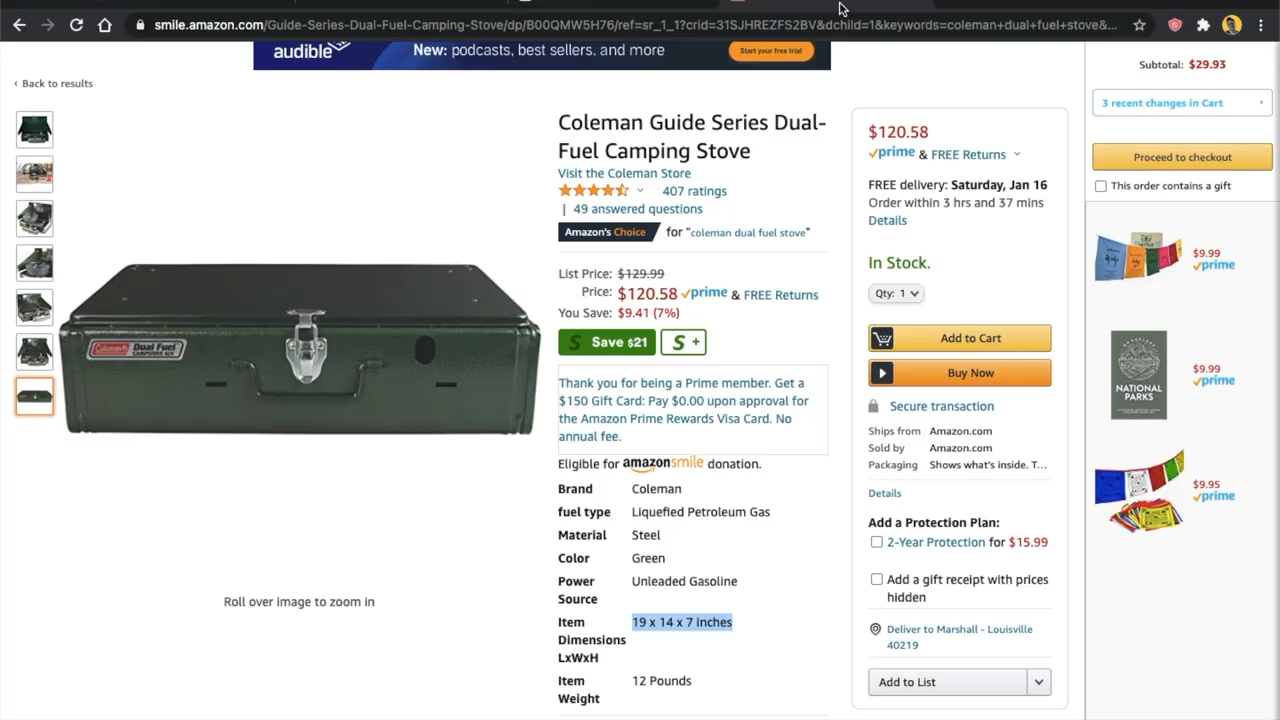 smile.amazon.com/Guide-Series-Dual-Fuel-Camping-Stove/dp/B00QMW5H76/ref=sr_1_1?crid=31SJHREZFS2BV&dchild=1&keywords=coleman+dual+fuel+stove&...
audible
New: podcasts, best sellers, and more
Start your free trial
‹ Back to results
Coleman Guide Series Dual-
Fuel Camping Stove
Visit the Coleman Store
407 ratings
| 49 answered questions
Amazon's Choice for "coleman dual fuel stove"
List Price: $129.99
Price: $120.58 prime & FREE Returns
You Save: $9.41 (7%)
S Save $21 S +
Thank you for being a Prime member. Get a
$150 Gift Card: Pay $0.00 upon approval for
the Amazon Prime Rewards Visa Card. No
annual fee.
Eligible for amazonsmile donation.
Brand Coleman
fuel type Liquefied Petroleum Gas
Material Steel
Color Green
Power Unleaded Gasoline
Source
Item 19 x 14 x 7 inches
Dimensions
LxWxH
Item 12 Pounds
Weight
Coleman Dual Fuel
Roll over image to zoom in
$120.58
prime & FREE Returns
FREE delivery: Saturday, Jan 16
Order within 3 hrs and 37 mins
Details
In Stock.
Qty: 1
Add to Cart
Buy Now
Secure transaction
Ships from Amazon.com
Sold by Amazon.com
Packaging Shows what's inside. T...
Details
Add a Protection Plan:
2-Year Protection for $15.99
Add a gift receipt with prices
hidden
Deliver to Marshall - Louisville
40219
Add to List
Subtotal: $29.93
3 recent changes in Cart
Proceed to checkout
This order contains a gift
$9.99
prime
NATIONAL
PARKS
$9.99
prime
$9.95
prime